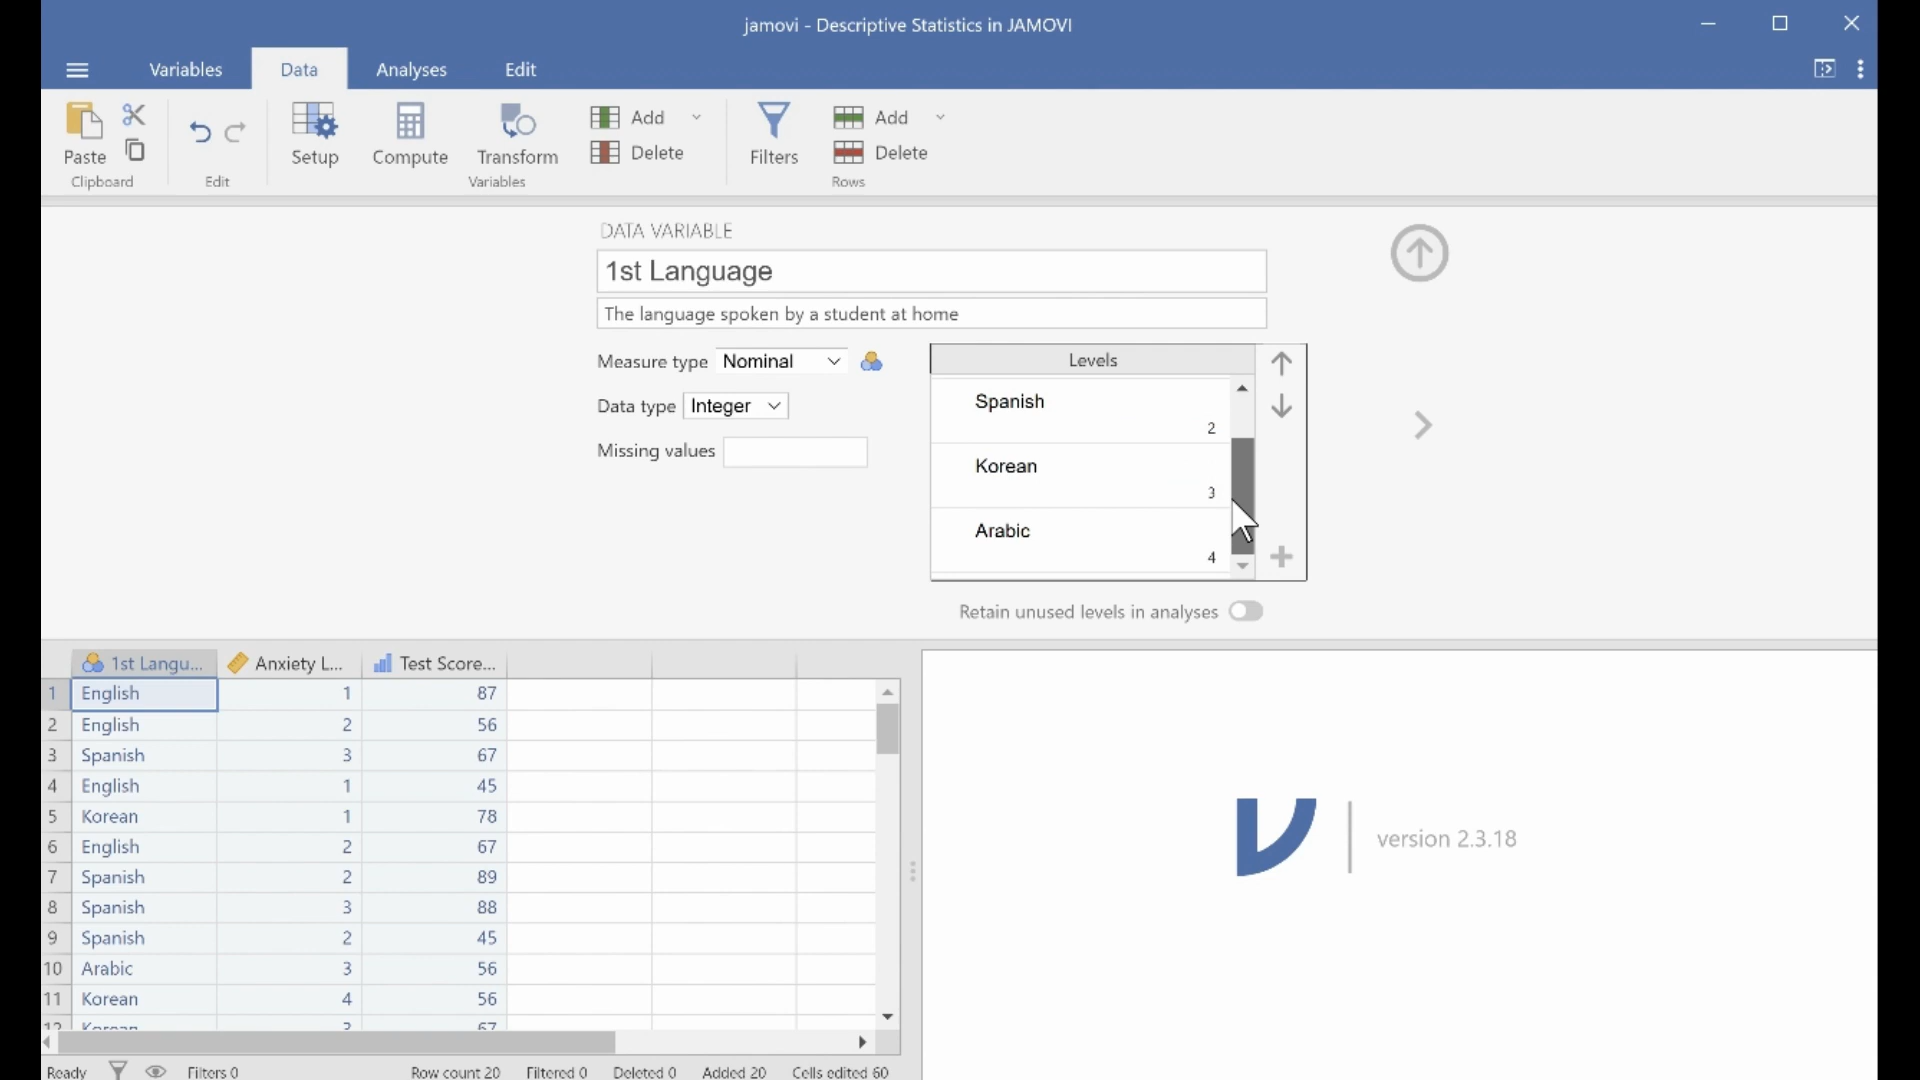 jamovi - Descriptive Statistics in JAMOVI
Variables Data Analyses Edit
Paste Setup Compute Transform Add Delete Filters Add Delete
Clipboard Edit Variables Rows
DATA VARIABLE
1st Language
The language spoken by a student at home
Measure type Nominal
Data type Integer
Missing values
Levels
Spanish
2
Korean
3
Arabic
4
Retain unused levels in analyses
1st Langu... Anxiety L... Test Score...
1 English 1 87
2 English 2 56
3 Spanish 3 67
4 English 1 45
5 Korean 1 78
6 English 2 67
7 Spanish 2 89
8 Spanish 3 88
9 Spanish 2 45
10 Arabic 3 56
11 Korean 4 56
12 Korean 67
version 2.3.18
Ready Filters 0 Row count 20 Filtered 0 Deleted 0 Added 20 Cells edited 60